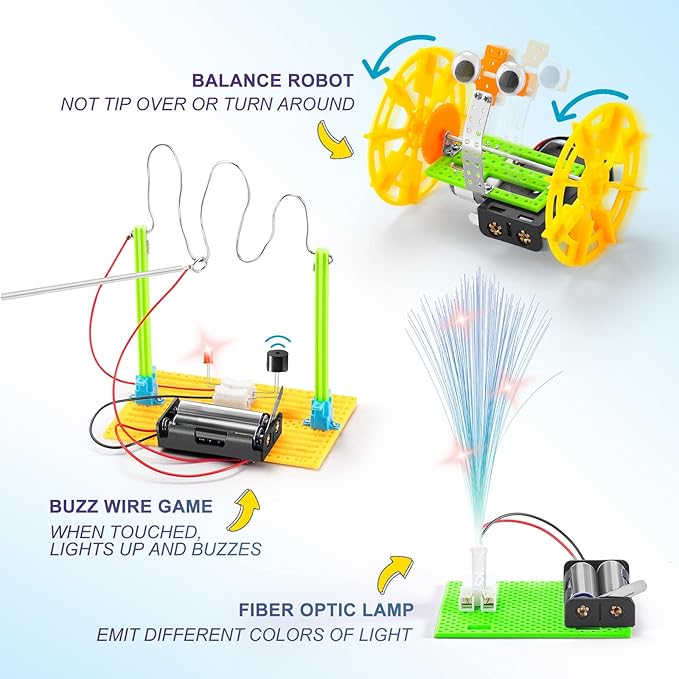 BALANCE ROBOT
NOT TIP OVER OR TURN AROUND
BUZZ WIRE GAME
WHEN TOUCHED,
LIGHTS UP AND BUZZES
FIBER OPTIC LAMP
EMIT DIFFERENT COLORS OF LIGHT